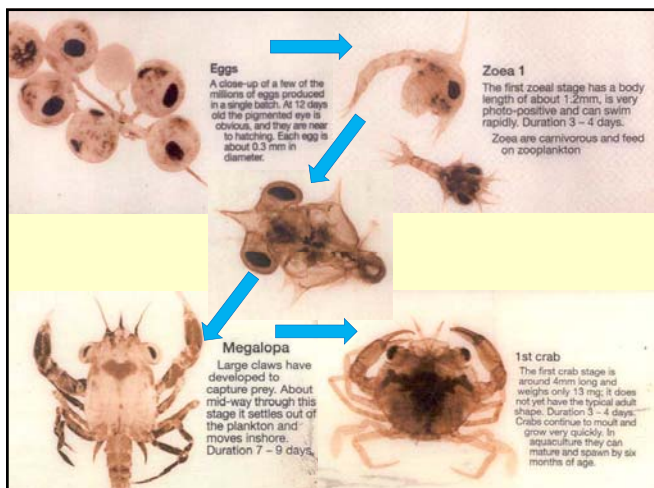 Eggs
A close-up of a few of the
millions of eggs produced
in a single batch. At 12 days
old the pigmented eye is
obvious, and they are near
to hatching. Each egg is
about 0.3 mm in
diameter.
Zoea 1
The first zoeal stage has a body
length of about 1.2mm, is very
photo-positive and can swim
rapidly. Duration 3 – 4 days.
Zoea are carnivorous and feed
on zooplankton
Megalopa
Large claws have
developed to
capture prey. About
mid-way through this
stage it settles out of
the plankton and
moves inshore.
Duration 7 – 9 days.
1st crab
The first crab stage is
around 4mm long and
weighs only 13 mg; it does
not yet have the typical adult
shape. Duration 3 – 4 days.
Crabs continue to moult and
grow very quickly. In
aquaculture they can
mature and spawn by six
months of age.